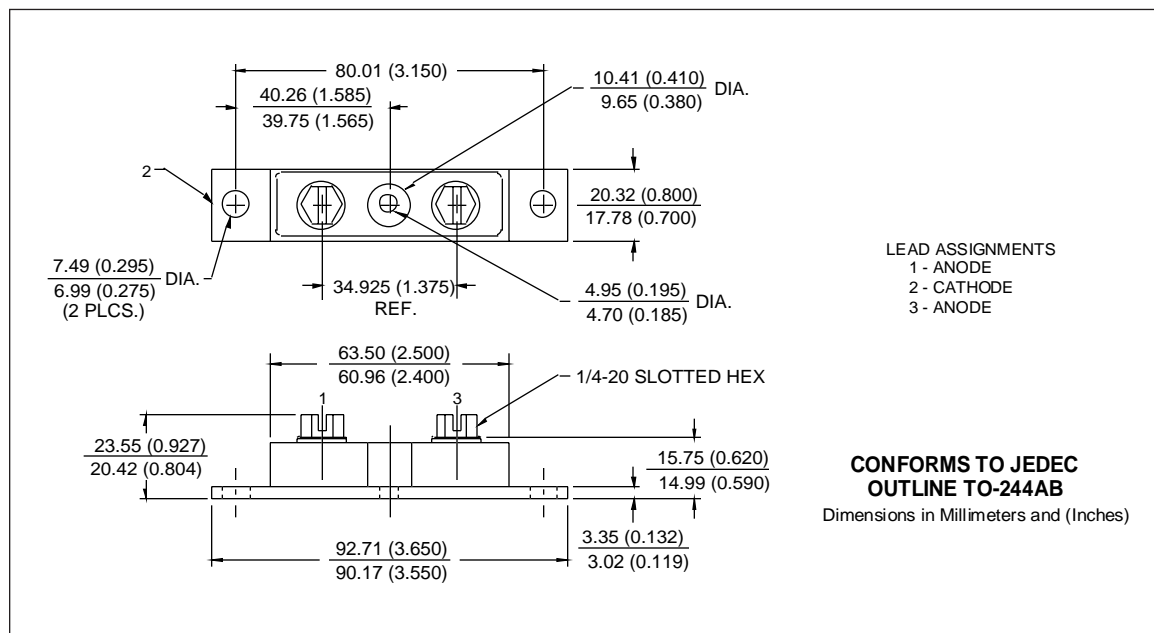 80.01 (3.150)
40.26 (1.585)
39.75 (1.565)
10.41 (0.410)
9.65 (0.380)
DIA.
2
20.32 (0.800)
17.78 (0.700)
7.49 (0.295)
6.99 (0.275)
DIA.
(2 PLCS.)
34.925 (1.375)
REF.
4.95 (0.195)
4.70 (0.185)
DIA.
LEAD ASSIGNMENTS
1 - ANODE
2 - CATHODE
3 - ANODE
63.50 (2.500)
60.96 (2.400)
1/4-20 SLOTTED HEX
1
3
23.55 (0.927)
20.42 (0.804)
15.75 (0.620)
14.99 (0.590)
CONFORMS TO JEDEC
OUTLINE TO-244AB
Dimensions in Millimeters and (Inches)
92.71 (3.650)
90.17 (3.550)
3.35 (0.132)
3.02 (0.119)